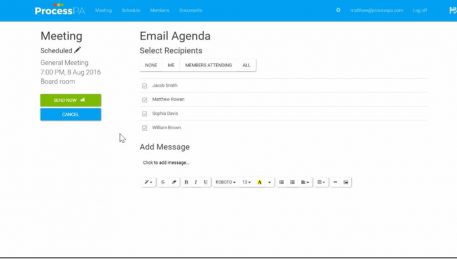 ProcessPA
Meeting Schedule Members Documents
matthew@processpa.com Log off
Meeting
Scheduled
General Meeting
7:00 PM, 8 Aug 2016
Board room
SEND NOW
CANCEL
Email Agenda
Select Recipients
NONE ME MEMBERS ATTENDING ALL
Jacob Smith
Matthew Rowan
Sophia Davis
William Brown
Add Message
Click to add message...
S B I U ROBOTO 13 A